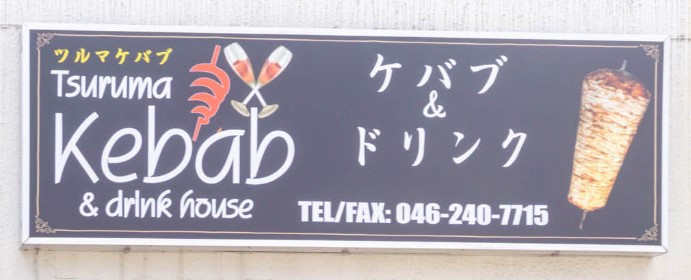 ツルマケバブ
Tsuruma
Kebab
& drink house
ケバブ
&
ドリンク
TEL/FAX: 046-240-7715